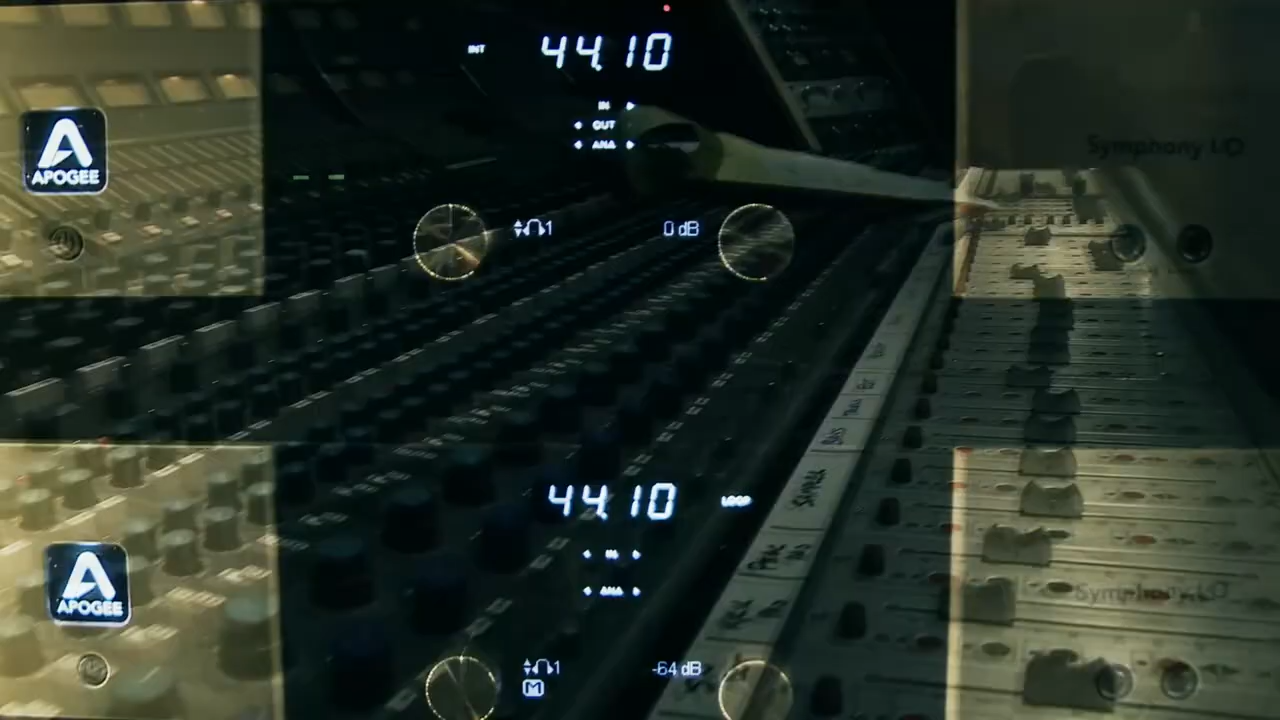 INT 44.10
IN
OUT
ANA
APOGEE
Symphony I/O
1 0 dB
44.10 LOOP
IN
ANA
APOGEE
Symphony I/O
1 -64 dB
M